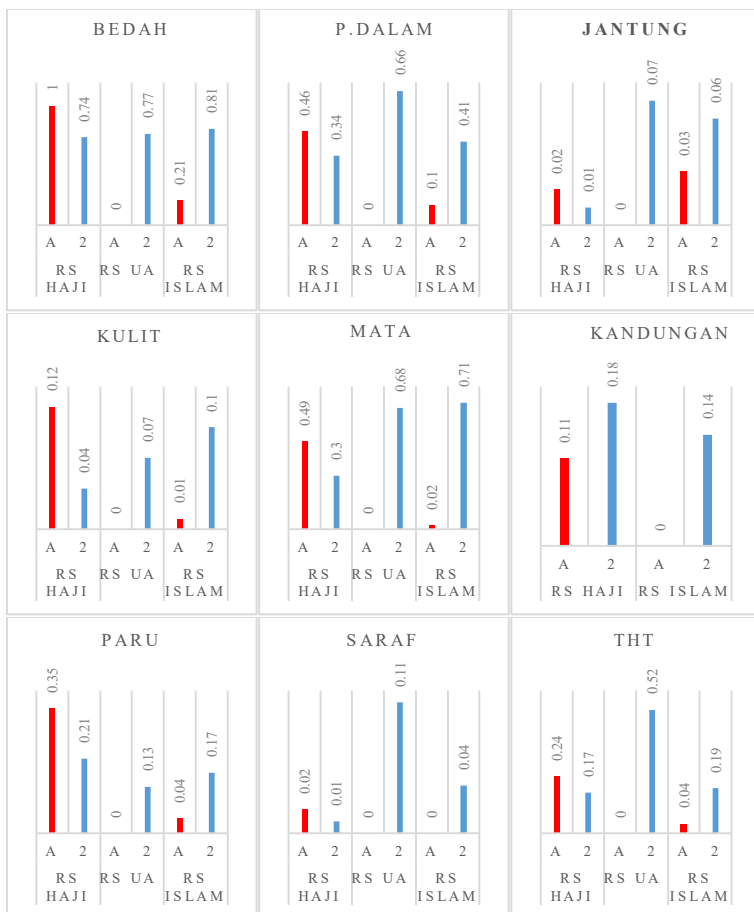 BEDAH
1
0.74
0
0.77
0.21
0.81
A 2 A 2 A 2
RS HAJI RS UA RS ISLAM
P.DALAM
0.46
0.34
0
0.66
0.1
0.41
A 2 A 2 A 2
RS HAJI RS UA RS ISLAM
JANTUNG
0.02
0.01
0
0.07
0.03
0.06
A 2 A 2 A 2
RS HAJI RS UA RS ISLAM
KULIT
0.12
0.04
0
0.07
0.01
0.1
A 2 A 2 A 2
RS HAJI RS UA RS ISLAM
MATA
0.49
0.3
0
0.68
0.02
0.71
A 2 A 2 A 2
RS HAJI RS UA RS ISLAM
KANDUNGAN
0.11
0.18
0
0.14
A 2 A 2
RS HAJI RS ISLAM
PARU
0.35
0.21
0
0.13
0.04
0.17
A 2 A 2 A 2
RS HAJI RS UA RS ISLAM
SARAF
0.02
0.01
0
0.11
0
0.04
A 2 A 2 A 2
RS HAJI RS UA RS ISLAM
THT
0.24
0.17
0
0.52
0.04
0.19
A 2 A 2 A 2
RS HAJI RS UA RS ISLAM